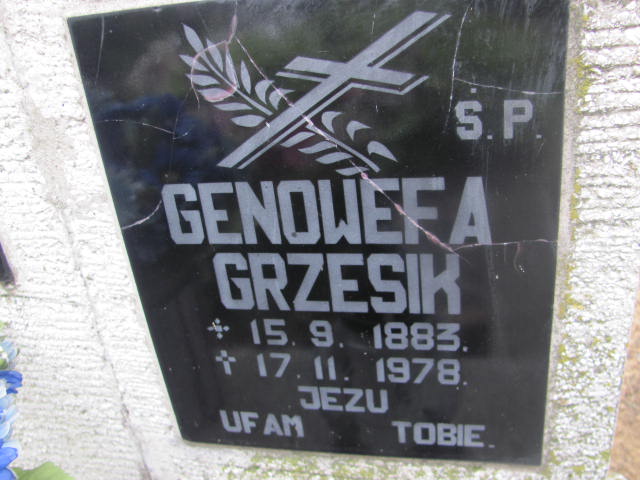 Ś.P.
GENOWEFA
GRZESIK
* 15.9.1883.
† 17.11.1978.
JEZU
UFAM TOBIE.